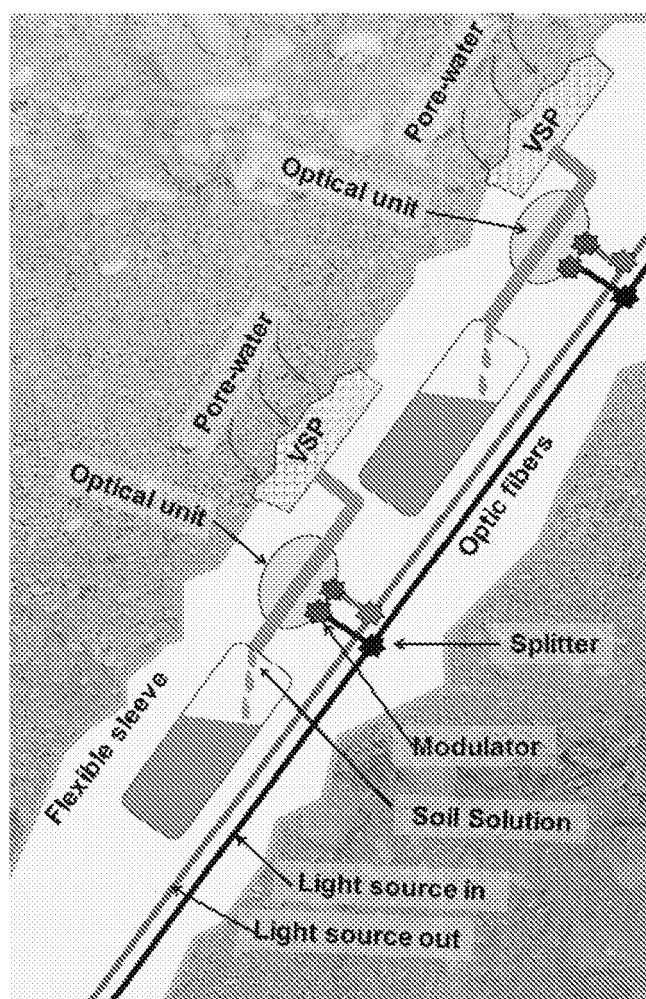 Pore-water
VSP
Optical unit
Pore-water
VSP
Optical unit
Optic fibers
Splitter
Flexible sleeve
Modulator
Soil Solution
Light source in
Light source out